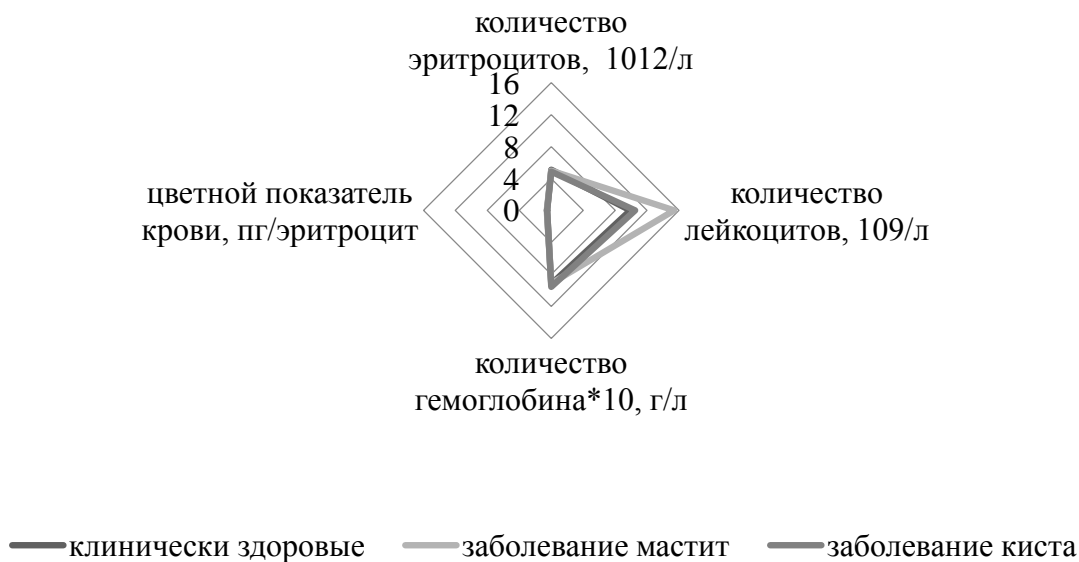 количество
эритроцитов, 1012/л
16
12
8
4
0
цветной показатель
крови, пг/эритроцит
количество
лейкоцитов, 109/л
количество
гемоглобина*10, г/л
клинически здоровые заболевание мастит заболевание киста